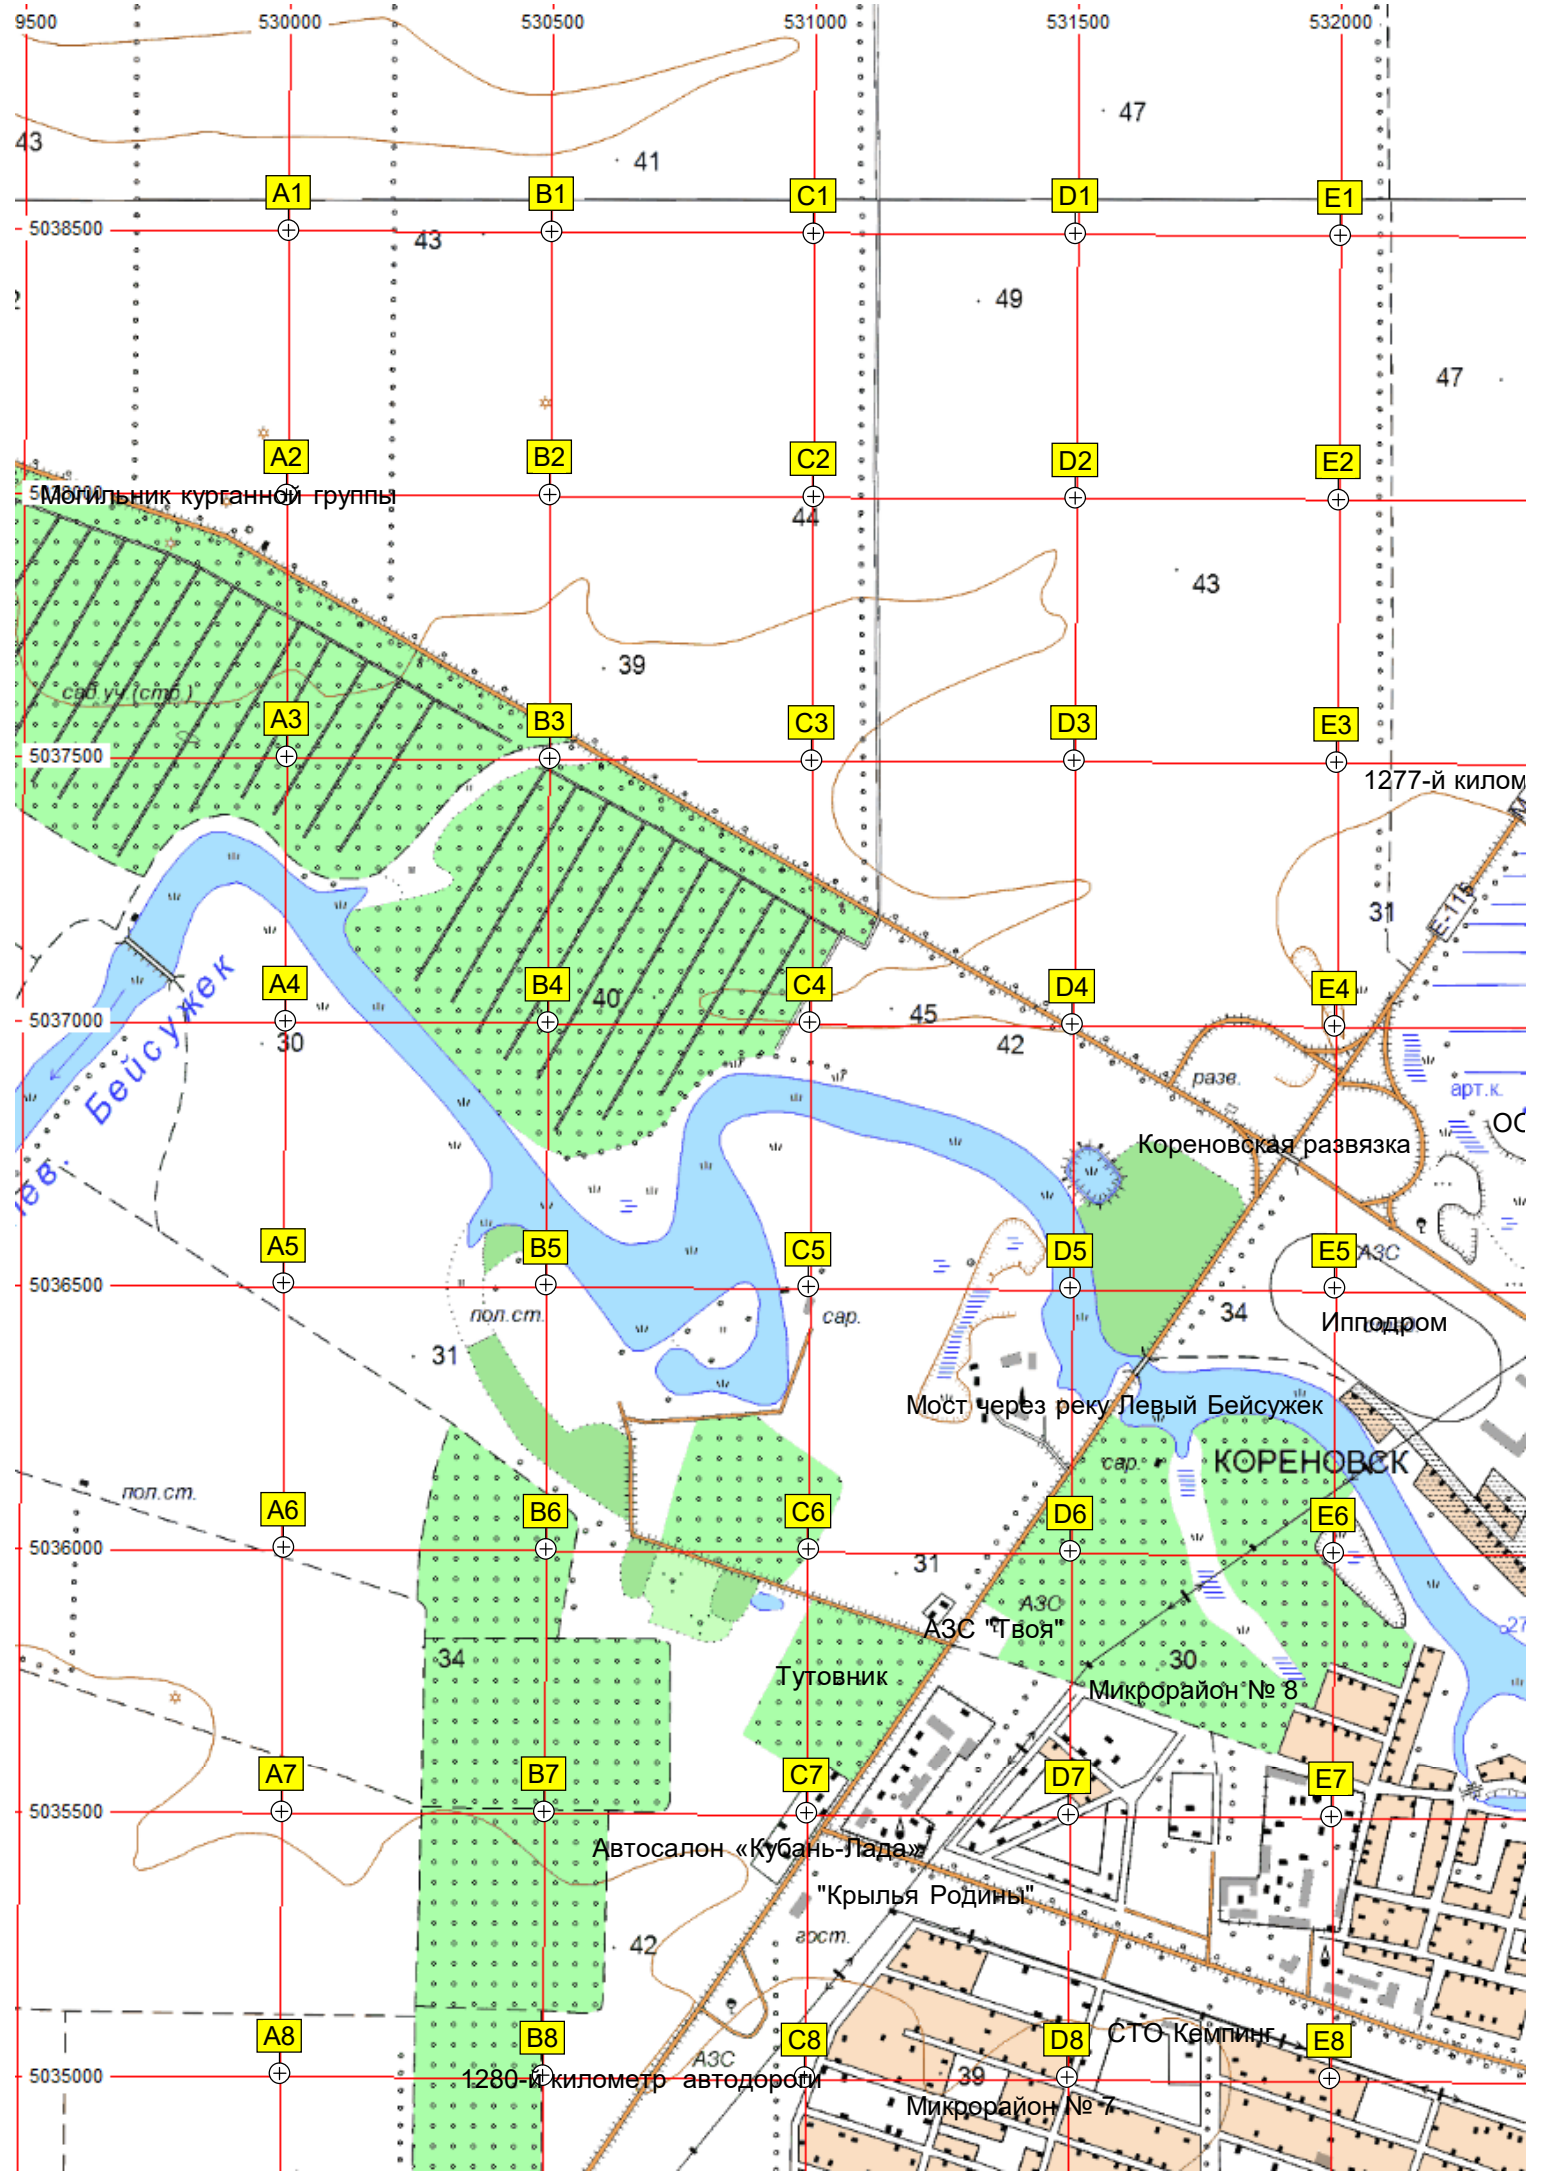 9500 530000 530500 531000 531500 532000
47
43
41
A1 B1 C1 D1 E1
5038500
43
49
47
A2 B2 C2 D2 E2
Могильник курганной группы
44
43
39
сад.уч.(стр.)
A3 B3 C3 D3 E3
5037500
1277-й килом
М
E-115
31
A4 B4 C4 D4 E4
40
45
5037000
30
42
Бейсужек
лев.
разв.
арт.к.
ОС
Кореновская развязка
A5 B5 C5 D5 E5
АЗС
5036500
пол.ст.
сар.
34
Ипподром
31
Мост через реку Левый Бейсужек
сар.
КОРЕНОВСК
пол.ст.
A6 B6 C6 D6 E6
5036000
31
АЗС
АЗС "Твоя"
27
34
30
Тутовник
Микрорайон № 8
A7 B7 C7 D7 E7
5035500
Автосалон «Кубань-Лада»
"Крылья Родины"
гост.
42
A8 B8 C8 D8 E8
СТО Кемпинг
АЗС
5035000
1280-й километр автодороги
39
Микрорайон № 7